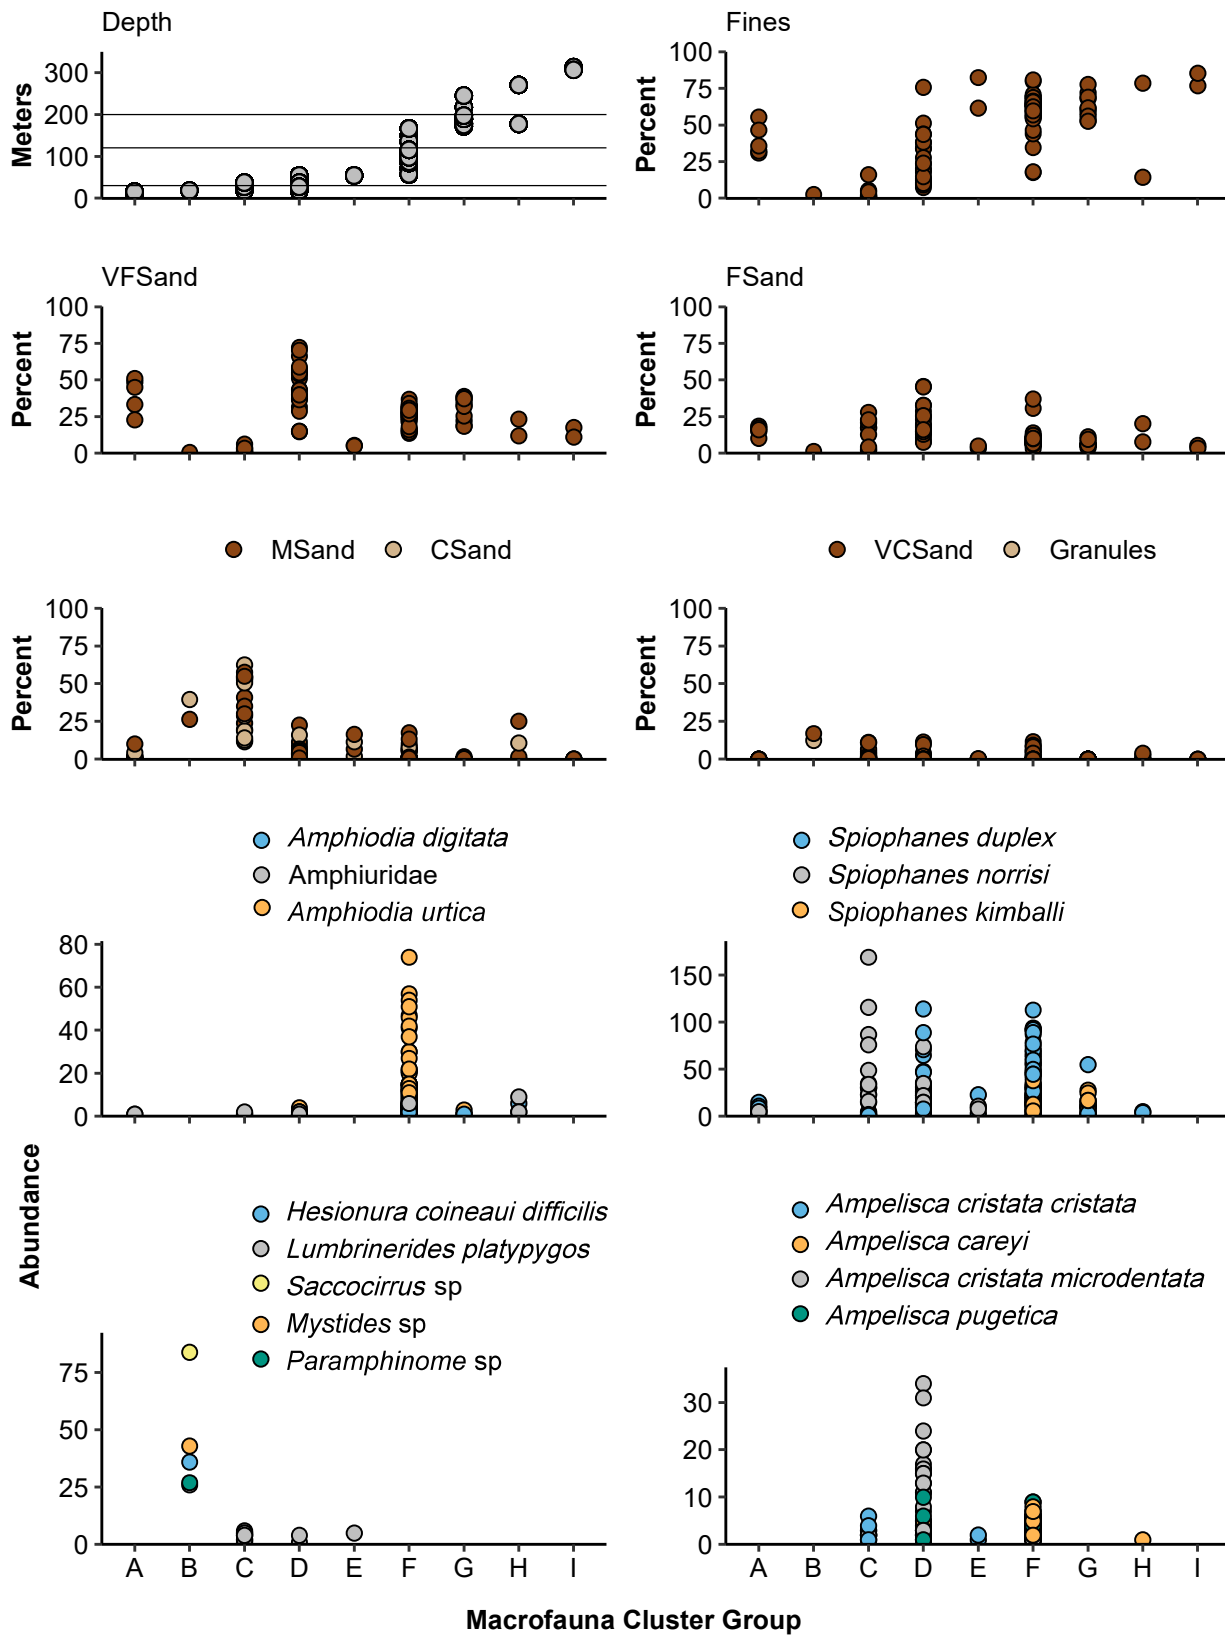 Depth
Fines
Meters
300
200
100
0
Percent
100
75
50
25
0
VFSand
FSand
Percent
100
75
50
25
0
Percent
100
75
50
25
0
MSand CSand
VCSand Granules
Percent
100
75
50
25
0
Percent
100
75
50
25
0
Amphiodia digitata
Amphiuridae
Amphiodia urtica
Spiophanes duplex
Spiophanes norrisi
Spiophanes kimballi
80
60
40
20
0
150
100
50
0
Abundance
Hesionura coineaui difficilis
Lumbrinerides platypygos
Saccocirrus sp
Mystides sp
Paramphinome sp
Ampelisca cristata cristata
Ampelisca careyi
Ampelisca cristata microdentata
Ampelisca pugetica
75
50
25
0
30
20
10
0
A B C D E F G H I
A B C D E F G H I
Macrofauna Cluster Group